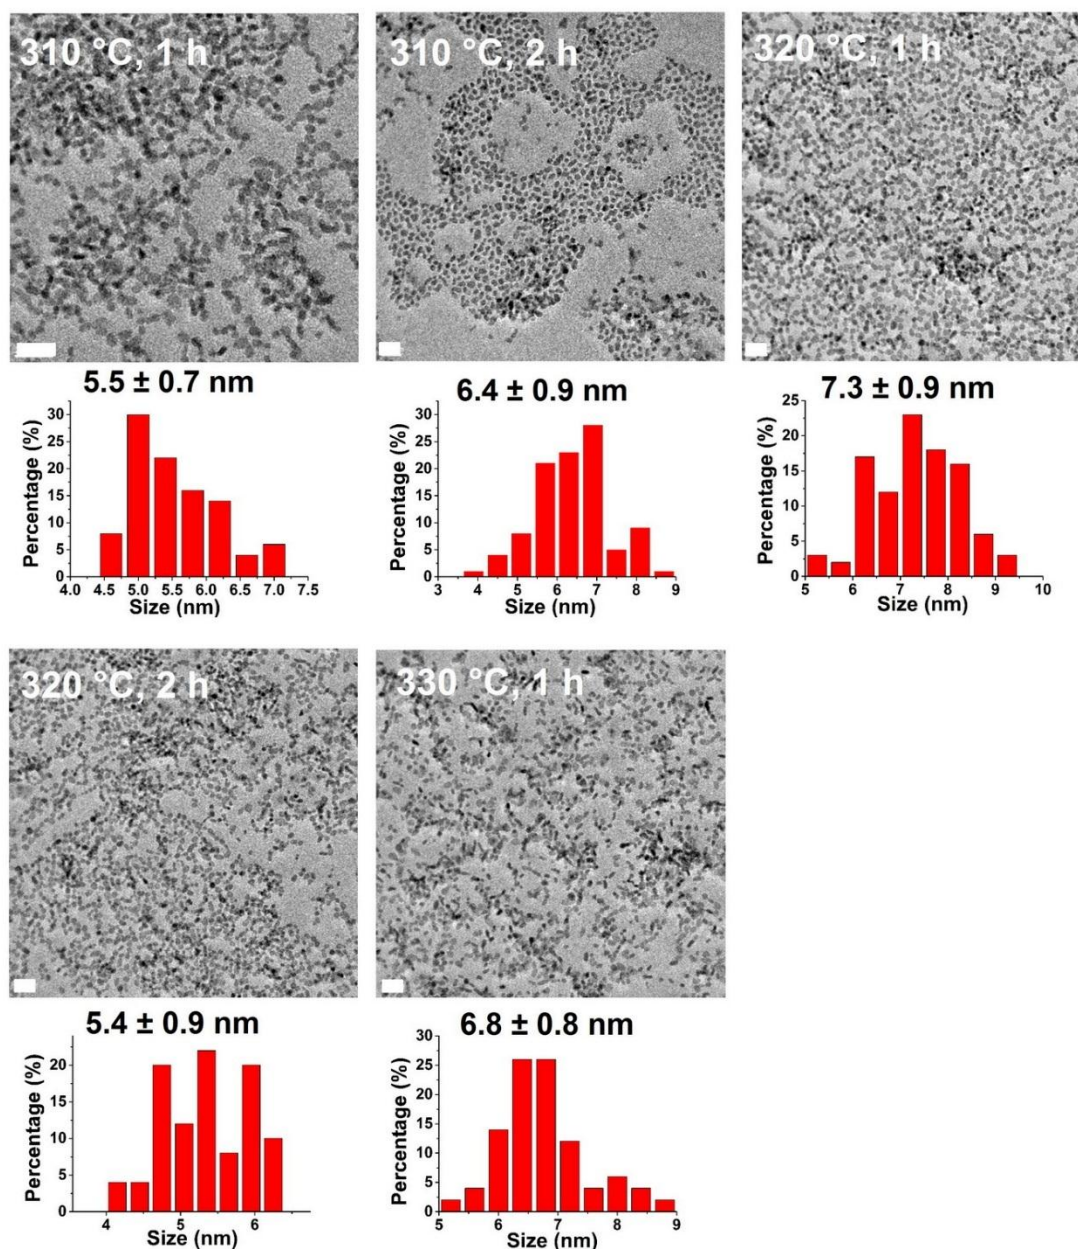 310 °C, 1 h
310 °C, 2 h
320 °C, 1 h
5.5 ± 0.7 nm
Percentage (%)
30
25
20
15
10
5
0
4.0 4.5 5.0 5.5 6.0 6.5 7.0 7.5
Size (nm)
6.4 ± 0.9 nm
Percentage (%)
30
25
20
15
10
5
0
3 4 5 6 7 8 9
Size (nm)
7.3 ± 0.9 nm
Percentage (%)
25
20
15
10
5
0
5 6 7 8 9 10
Size (nm)
320 °C, 2 h
330 °C, 1 h
5.4 ± 0.9 nm
Percentage (%)
20
15
10
5
0
4 5 6
Size (nm)
6.8 ± 0.8 nm
Percentage (%)
30
25
20
15
10
5
0
5 6 7 8 9
Size (nm)